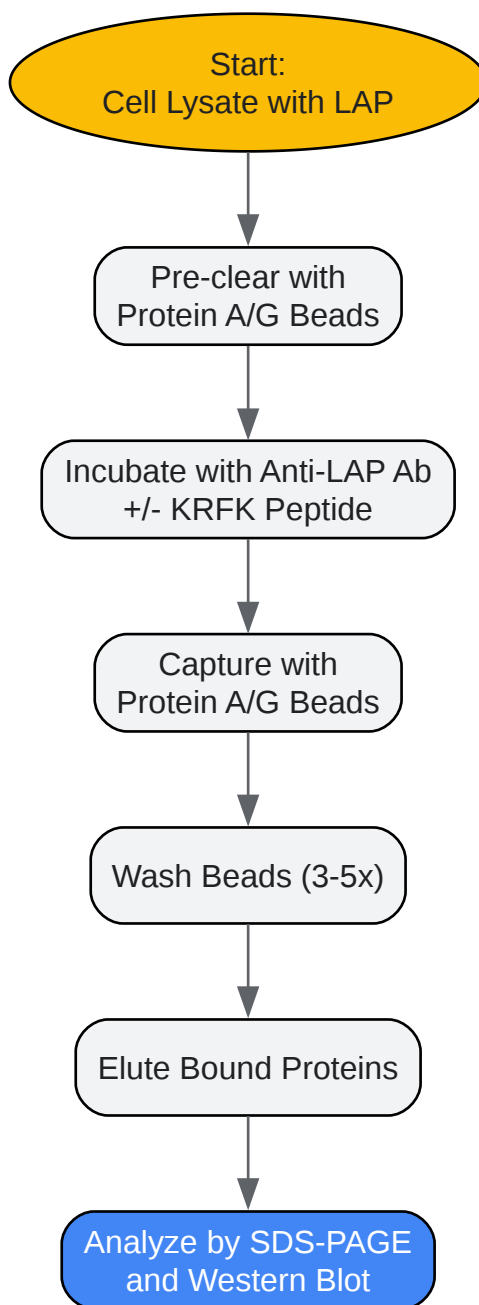 Start:
Cell Lysate with LAP
Pre-clear with
Protein A/G Beads
Incubate with Anti-LAP Ab
+/- KRFK Peptide
Capture with
Protein A/G Beads
Wash Beads (3-5x)
Elute Bound Proteins
Analyze by SDS-PAGE
and Western Blot